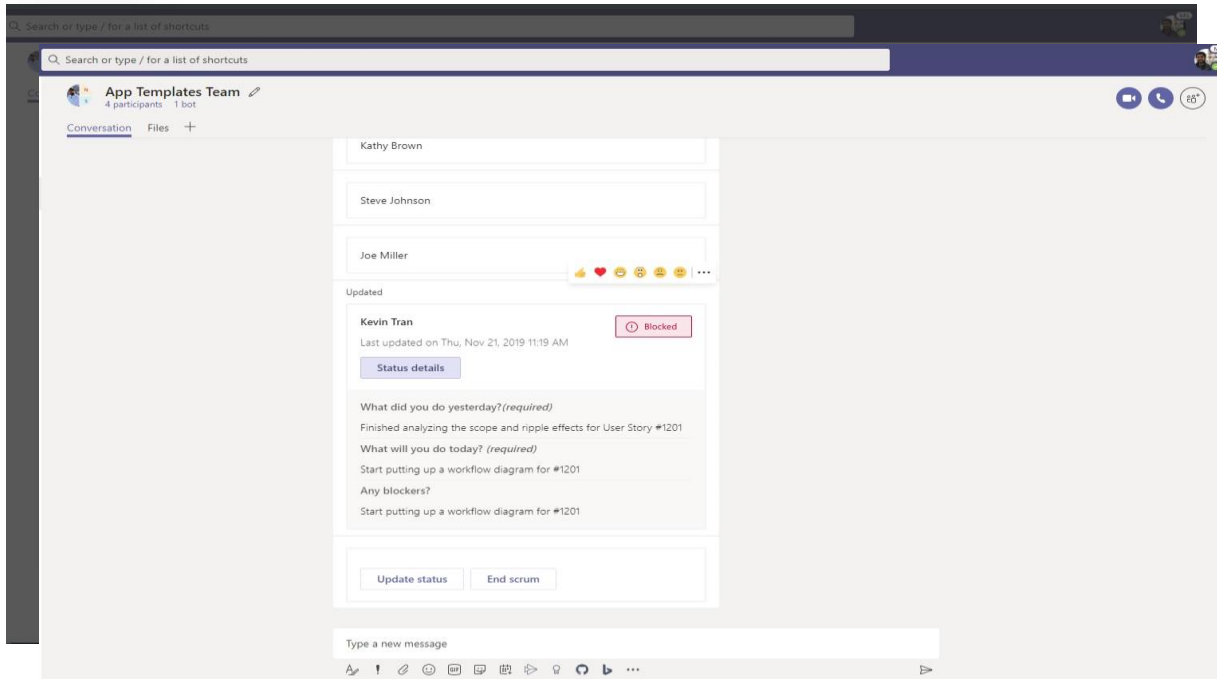 Search or type / for a list of shortcuts
Search or type / for a list of shortcuts
App Templates Team
4 participants 1 bot
Conversation Files
Kathy Brown
Steve Johnson
Joe Miller
Updated
Kevin Tran
Blocked
Last updated on Thu, Nov 21, 2019 11:19 AM
Status details
What did you do yesterday?(required)
Finished analyzing the scope and ripple effects for User Story #1201
What will you do today? (required)
Start putting up a workflow diagram for #1201
Any blockers?
Start putting up a workflow diagram for #1201
Update status End scrum
Type a new message
GIF